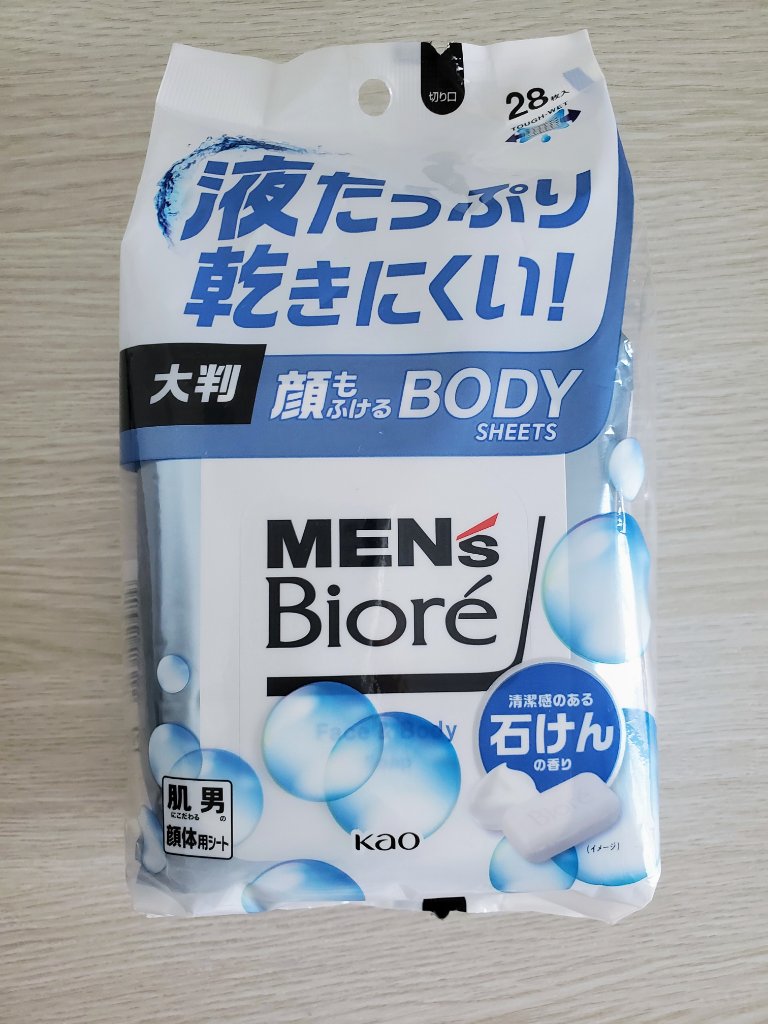 切り口
28枚入
TOUGH-WET
液たっぷり
乾きにくい!
大判
顔もふけるBODY
SHEETS
MEN's
Bioré
Face & Body
清潔感のある
石けん
の香り
肌にこだわる男の
顔体用シート
Kao
(イメージ)